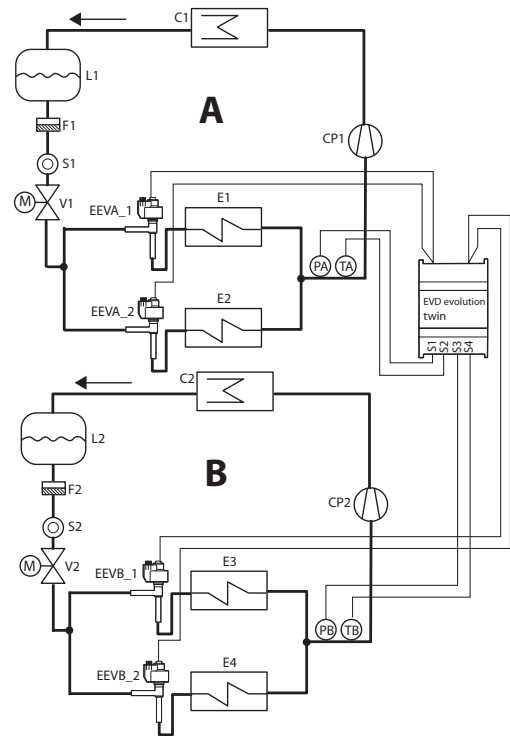 C1
L1
A
F1
CP1
S1
M
V1
EEVA_1
E1
PA
TA
EEVA_2
E2
EVD evolution
twin
S1
S2
S3
S4
C2
L2
B
F2
CP2
S2
M
V2
EEVB_1
E3
PB
TB
EEVB_2
E4